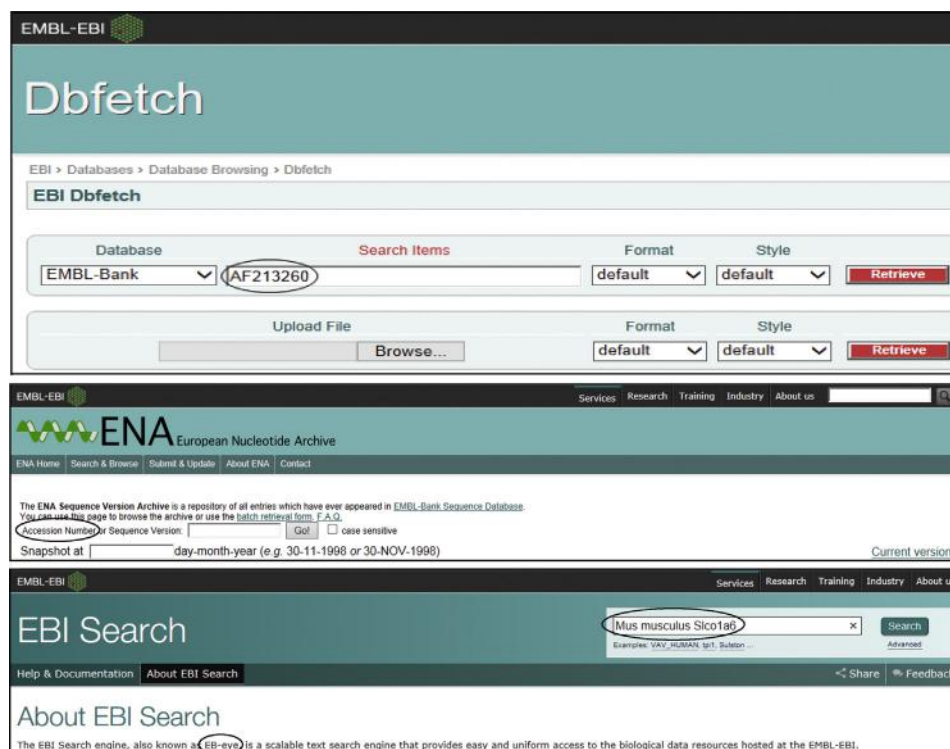 EMBL-EBI
Dbfetch
EBI > Databases > Database Browsing > Dbfetch
EBI Dbfetch
Database Search Items Format Style
EMBL-Bank AF213260 default default Retrieve
Upload File Format Style
Browse... default default Retrieve
EMBL-EBI Services Research Training Industry About us
ENA European Nucleotide Archive
ENA Home Search & Browse Submit & Update About ENA Contact
The ENA Sequence Version Archive is a repository of all entries which have ever appeared in EMBL-Bank Sequence Database.
You can use this page to browse the archive or use the batch retrieval form. F.A.Q.
Accession Number or Sequence Version: Go! case sensitive
Snapshot at day-month-year (e.g. 30-11-1998 or 30-NOV-1998) Current version
EMBL-EBI Services Research Training Industry About u
EBI Search Mus musculus Slco1a6 × Search
Examples: VAV_HUMAN, tpi1, Sulston ... Advanced
Help & Documentation About EBI Search Share Feedback
About EBI Search
The EBI Search engine, also known as EB-eye, is a scalable text search engine that provides easy and uniform access to the biological data resources hosted at the EMBL-EBI.